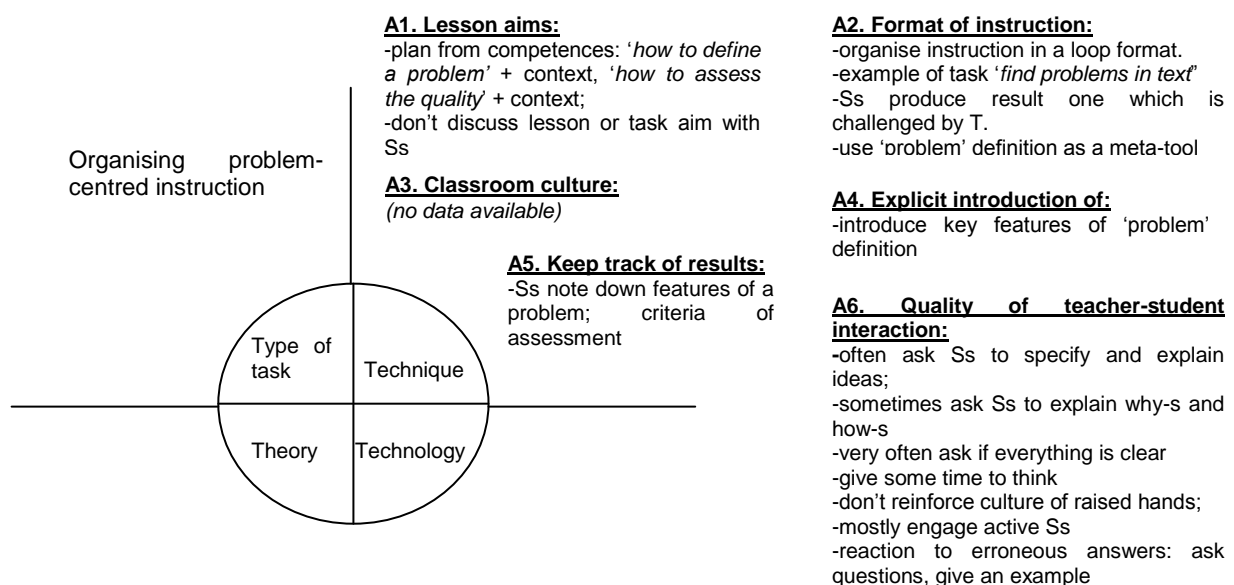 A1. Lesson aims:
-plan from competences: ‘how to define
a problem’ + context, ‘how to assess
the quality’ + context;
-don’t discuss lesson or task aim with
Ss
A2. Format of instruction:
-organise instruction in a loop format.
-example of task ‘find problems in text”
-Ss produce result one which is
challenged by T.
-use ‘problem’ definition as a meta-tool
Organising problem-
centred instruction
A3. Classroom culture:
(no data available)
A4. Explicit introduction of:
-introduce key features of ‘problem’
definition
A5. Keep track of results:
-Ss note down features of a
problem; criteria of
assessment
A6. Quality of teacher-student
interaction:
-often ask Ss to specify and explain
ideas;
-sometimes ask Ss to explain why-s and
how-s
-very often ask if everything is clear
-give some time to think
-don’t reinforce culture of raised hands;
-mostly engage active Ss
-reaction to erroneous answers: ask
questions, give an example
Type of
task
Technique
Theory
Technology